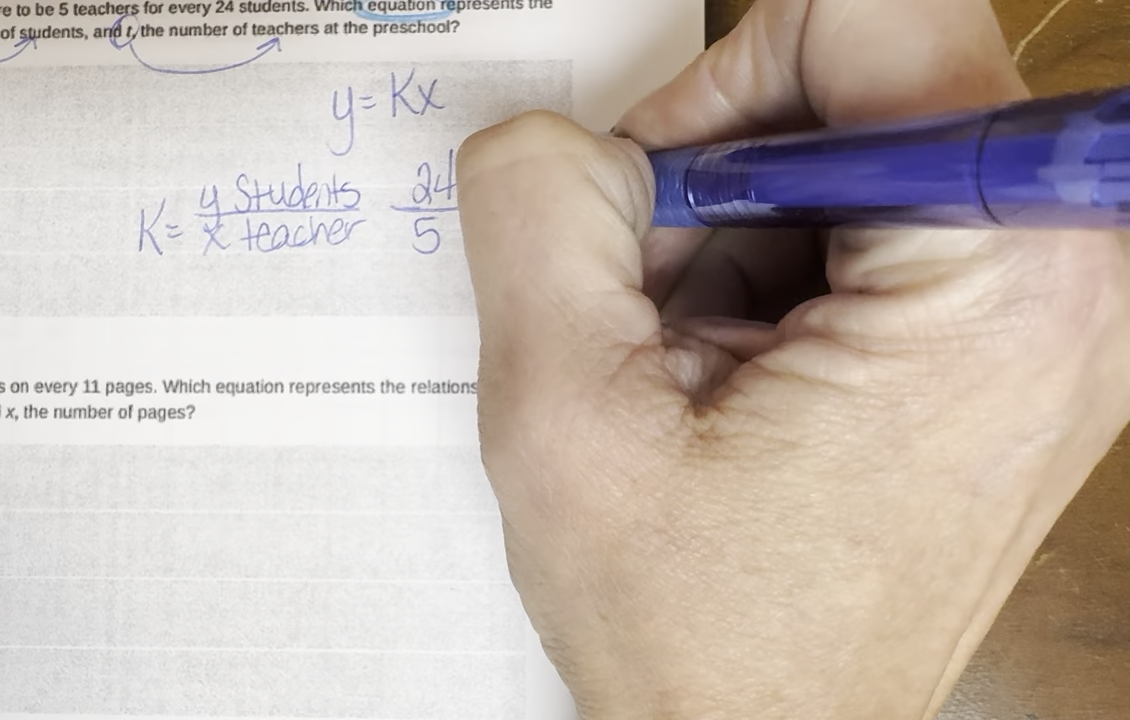 re to be 5 teachers for every 24 students. Which equation represents the
of students, and t, the number of teachers at the preschool?
y = Kx
K = y Students / x teacher 24 / 5
s on every 11 pages. Which equation represents the relations
x, the number of pages?